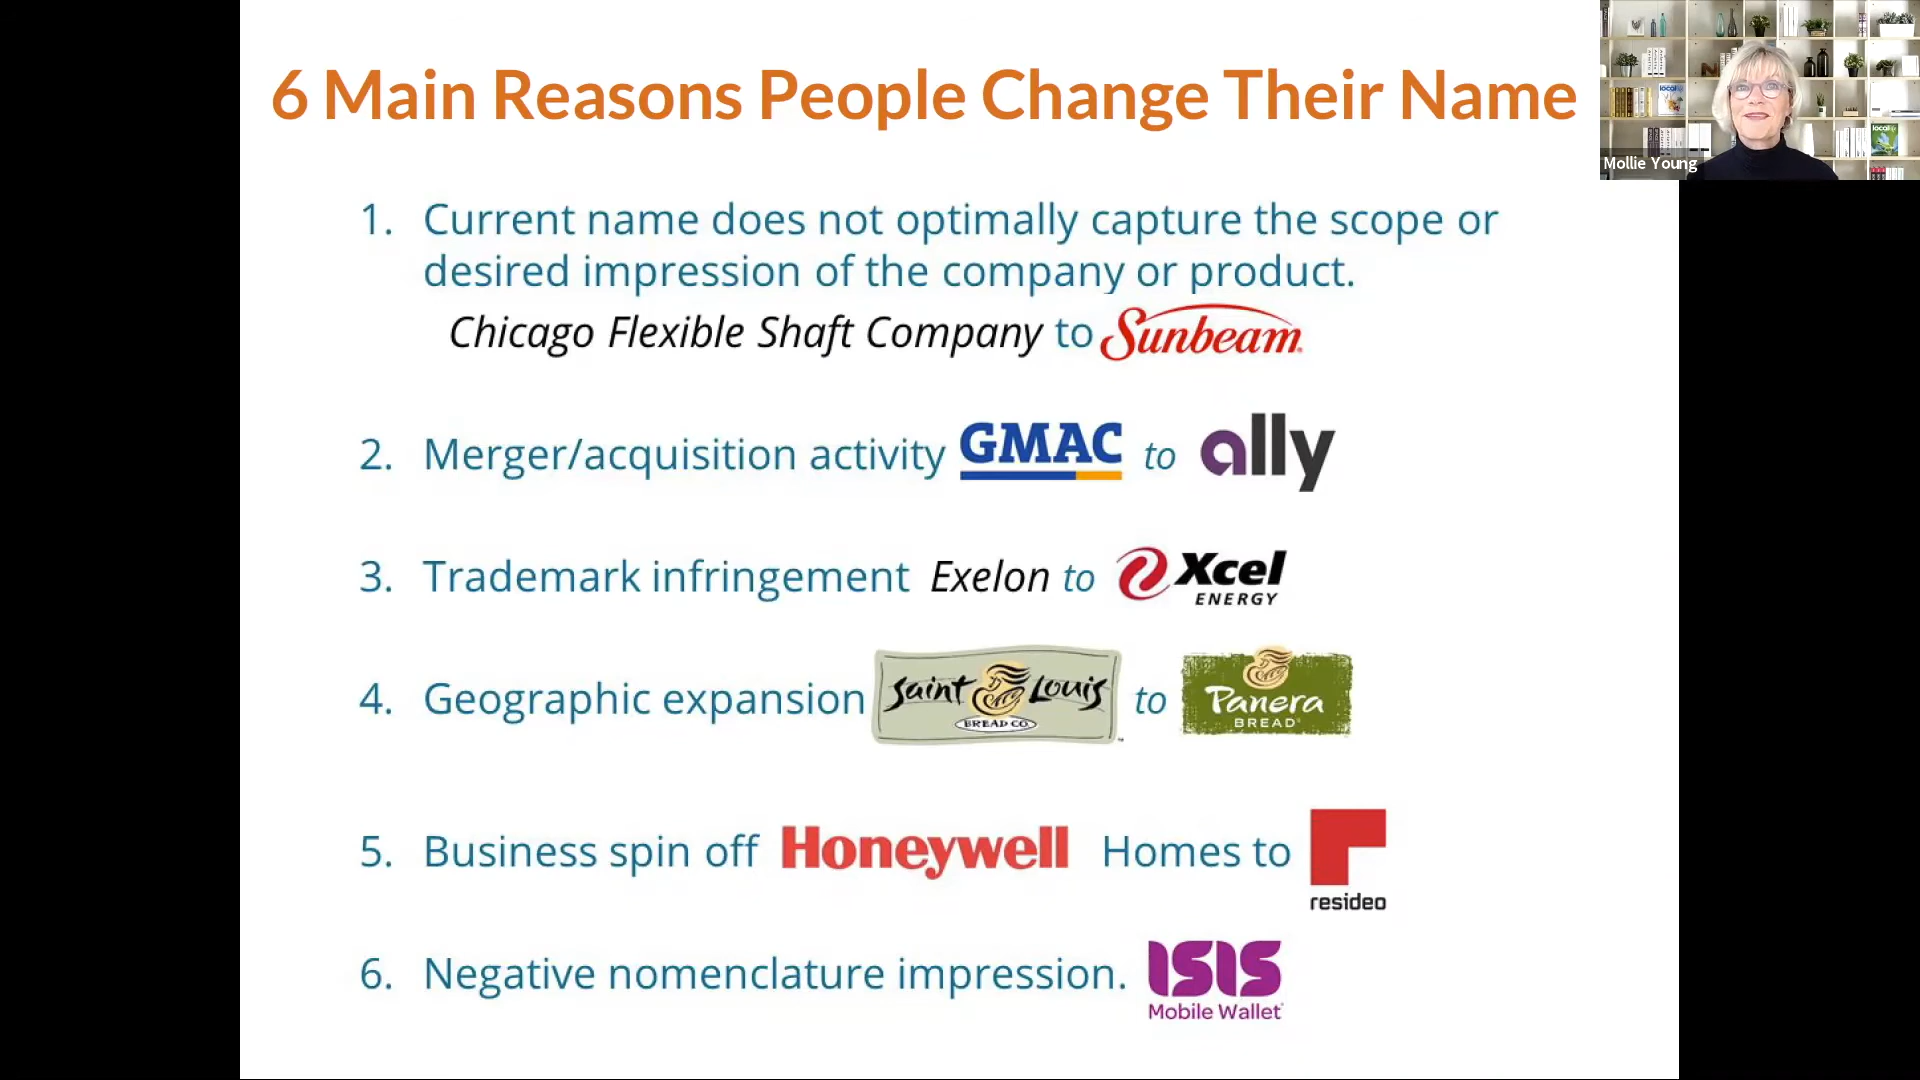 6 Main Reasons People Change Their Name
Mollie Young
local
local
1. Current name does not optimally capture the scope or
desired impression of the company or product.
Chicago Flexible Shaft Company to Sunbeam
2. Merger/acquisition activity GMAC to ally
3. Trademark infringement Exelon to Xcel
ENERGY
4. Geographic expansion Saint Louis to Panera
BREAD CO. BREAD
5. Business spin off Honeywell Homes to
resideo
6. Negative nomenclature impression. ISIS
Mobile Wallet